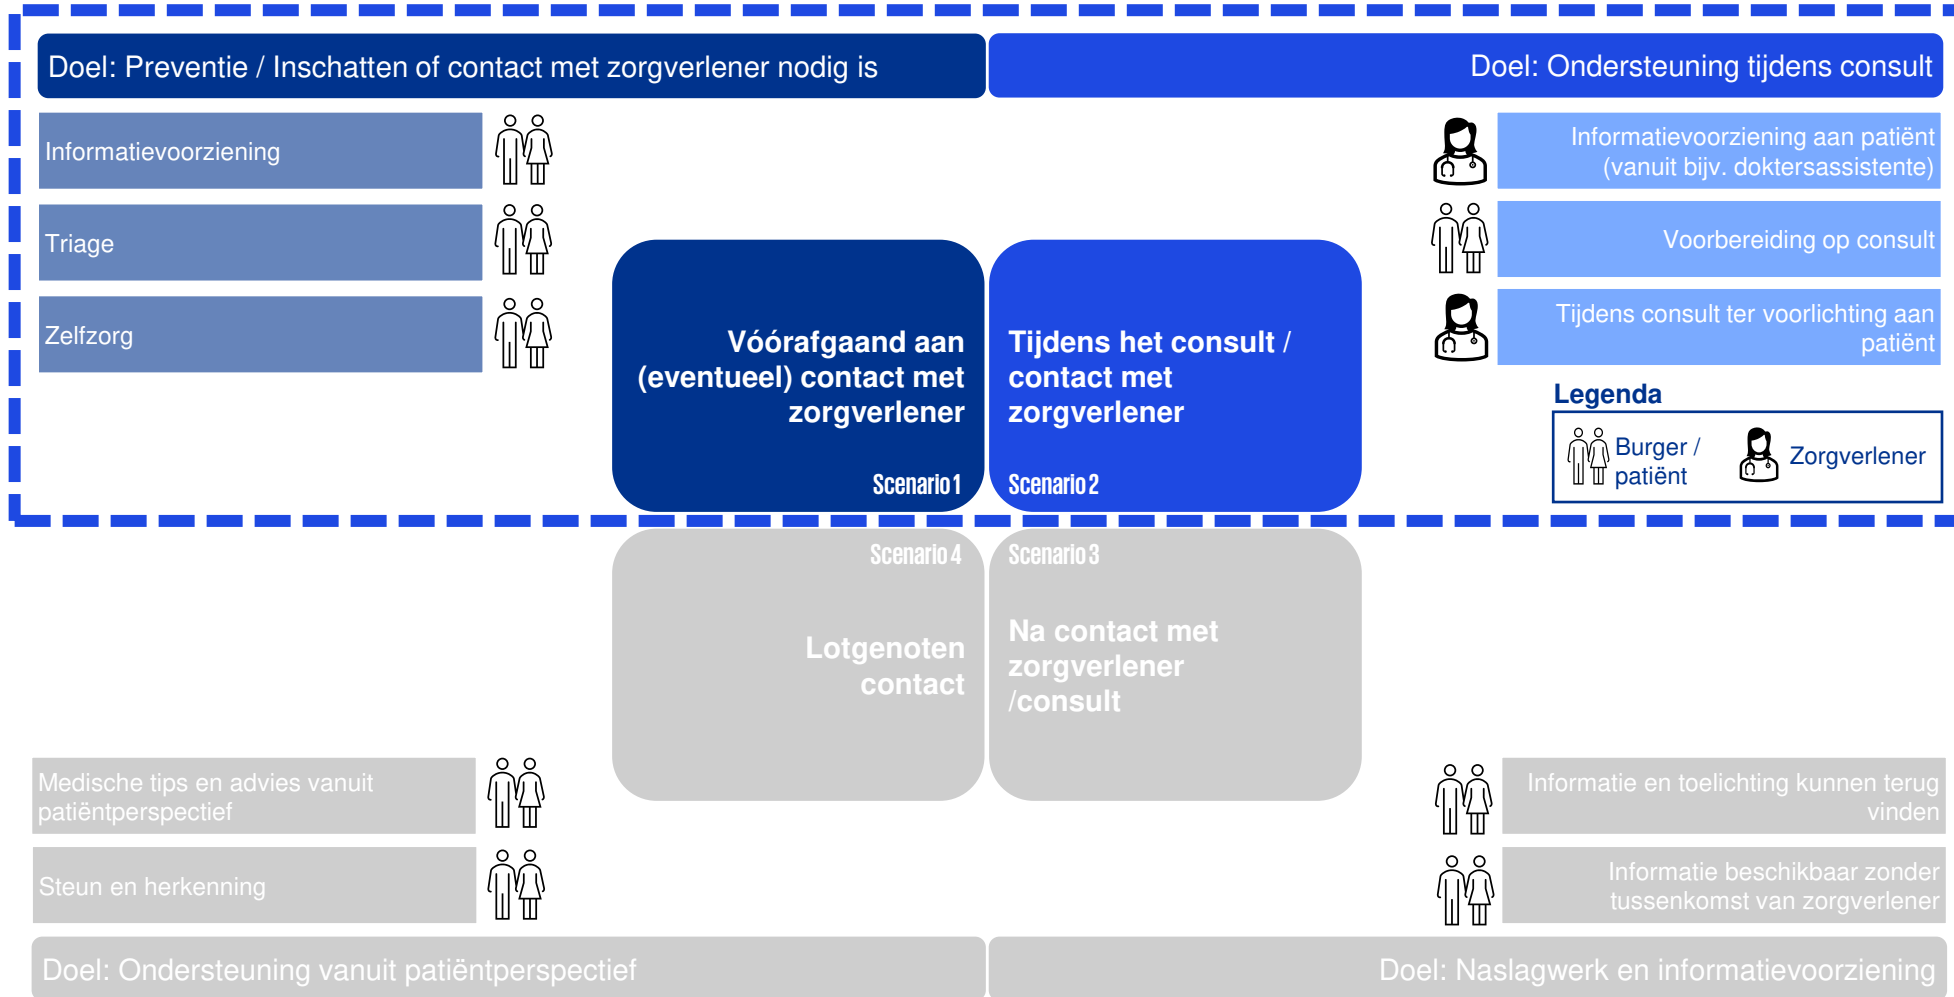 Doel: Preventie / Inschatten of contact met zorgverlener nodig is
Doel: Ondersteuning tijdens consult
Informatievoorziening
Triage
Zelfzorg
Informatievoorziening aan patiënt
(vanuit bijv. doktersassistente)
Voorbereiding op consult
Tijdens consult ter voorlichting aan
patiënt
Vóórafgaand aan
(eventueel) contact met
zorgverlener
Scenario 1
Tijdens het consult /
contact met
zorgverlener
Scenario 2
Legenda
Burger /
patiënt
Zorgverlener
Scenario 4
Lotgenoten
contact
Scenario 3
Na contact met
zorgverlener
/consult
Medische tips en advies vanuit
patiëntperspectief
Steun en herkenning
Informatie en toelichting kunnen terug
vinden
Informatie beschikbaar zonder
tussenkomst van zorgverlener
Doel: Ondersteuning vanuit patiëntperspectief
Doel: Naslagwerk en informatievoorziening